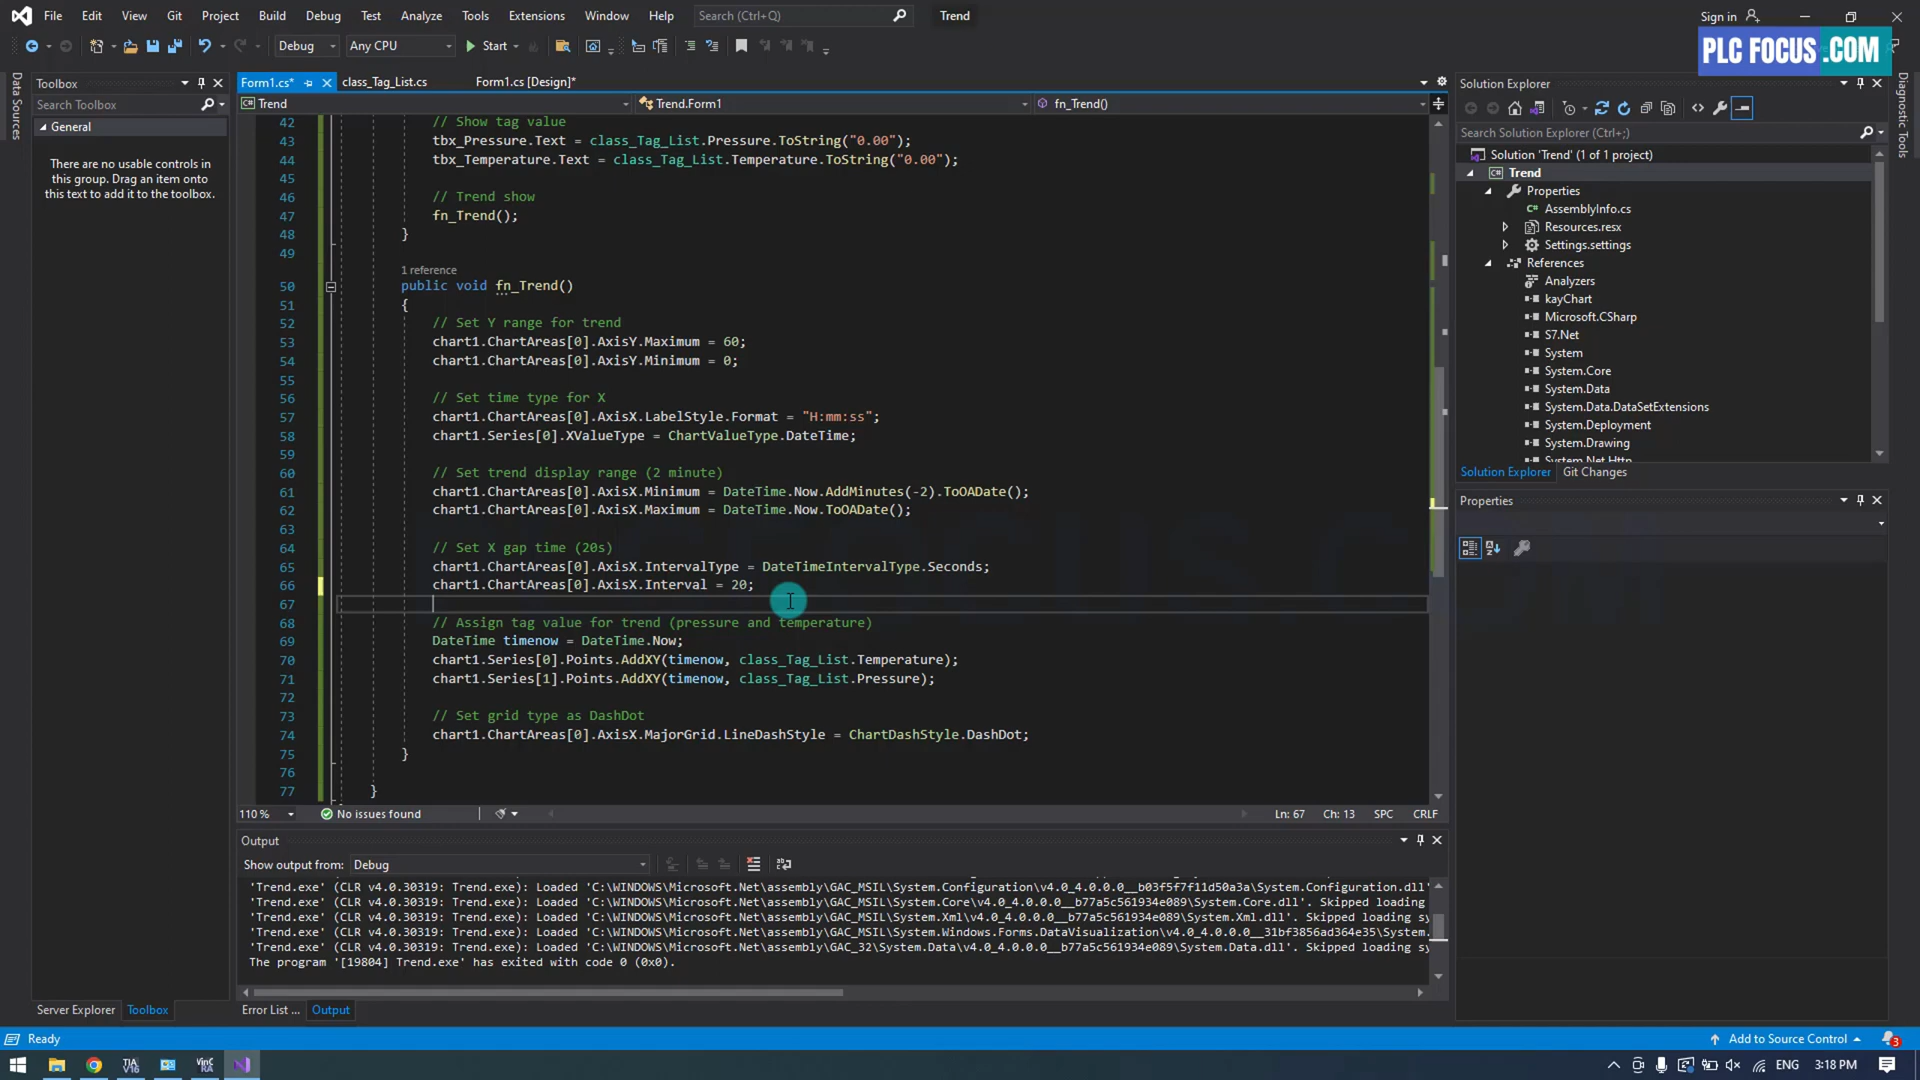 File Edit View Git Project Build Debug Test Analyze Tools Extensions Window Help Search (Ctrl+Q) Trend Sign in
Debug Any CPU Start
PLC FOCUS .COM
Data Sources
Toolbox
Search Toolbox
General
There are no usable controls in
this group. Drag an item onto
this text to add it to the toolbox.
Server Explorer Toolbox
Form1.cs* class_Tag_List.cs Form1.cs [Design]*
Trend Trend.Form1 fn_Trend()
42 // Show tag value
43 tbx_Pressure.Text = class_Tag_List.Pressure.ToString("0.00");
44 tbx_Temperature.Text = class_Tag_List.Temperature.ToString("0.00");
45
46 // Trend show
47 fn_Trend();
48 }
49
1 reference
50 public void fn_Trend()
51 {
52 // Set Y range for trend
53 chart1.ChartAreas[0].AxisY.Maximum = 60;
54 chart1.ChartAreas[0].AxisY.Minimum = 0;
55
56 // Set time type for X
57 chart1.ChartAreas[0].AxisX.LabelStyle.Format = "H:mm:ss";
58 chart1.Series[0].XValueType = ChartValueType.DateTime;
59
60 // Set trend display range (2 minute)
61 chart1.ChartAreas[0].AxisX.Minimum = DateTime.Now.AddMinutes(-2).ToOADate();
62 chart1.ChartAreas[0].AxisX.Maximum = DateTime.Now.ToOADate();
63
64 // Set X gap time (20s)
65 chart1.ChartAreas[0].AxisX.IntervalType = DateTimeIntervalType.Seconds;
66 chart1.ChartAreas[0].AxisX.Interval = 20;
67
68 // Assign tag value for trend (pressure and temperature)
69 DateTime timenow = DateTime.Now;
70 chart1.Series[0].Points.AddXY(timenow, class_Tag_List.Temperature);
71 chart1.Series[1].Points.AddXY(timenow, class_Tag_List.Pressure);
72
73 // Set grid type as DashDot
74 chart1.ChartAreas[0].AxisX.MajorGrid.LineDashStyle = ChartDashStyle.DashDot;
75 }
76
77 }
110 % No issues found Ln: 67 Ch: 13 SPC CRLF
Output
Show output from: Debug
'Trend.exe' (CLR v4.0.30319: Trend.exe): Loaded 'C:\WINDOWS\Microsoft.Net\assembly\GAC_MSIL\System.Configuration\v4.0_4.0.0.0__b03f5f7f11d50a3a\System.Configuration.dll'
'Trend.exe' (CLR v4.0.30319: Trend.exe): Loaded 'C:\WINDOWS\Microsoft.Net\assembly\GAC_MSIL\System.Core\v4.0_4.0.0.0__b77a5c561934e089\System.Core.dll'. Skipped loading
'Trend.exe' (CLR v4.0.30319: Trend.exe): Loaded 'C:\WINDOWS\Microsoft.Net\assembly\GAC_MSIL\System.Xml\v4.0_4.0.0.0__b77a5c561934e089\System.Xml.dll'. Skipped loading sy
'Trend.exe' (CLR v4.0.30319: Trend.exe): Loaded 'C:\WINDOWS\Microsoft.Net\assembly\GAC_MSIL\System.Windows.Forms.DataVisualization\v4.0_4.0.0.0__31bf3856ad364e35\System.
'Trend.exe' (CLR v4.0.30319: Trend.exe): Loaded 'C:\WINDOWS\Microsoft.Net\assembly\GAC_32\System.Data\v4.0_4.0.0.0__b77a5c561934e089\System.Data.dll'. Skipped loading sy
The program '[19804] Trend.exe' has exited with code 0 (0x0).
Error List ... Output
Solution Explorer
Search Solution Explorer (Ctrl+;)
Solution 'Trend' (1 of 1 project)
Trend
Properties
AssemblyInfo.cs
Resources.resx
Settings.settings
References
Analyzers
kayChart
Microsoft.CSharp
S7.Net
System
System.Core
System.Data
System.Data.DataSetExtensions
System.Deployment
System.Drawing
System.Net.Http
Solution Explorer Git Changes
Properties
Diagnostic Tools
Ready Add to Source Control 3
TIA V16 VinC RA ENG 3:18 PM